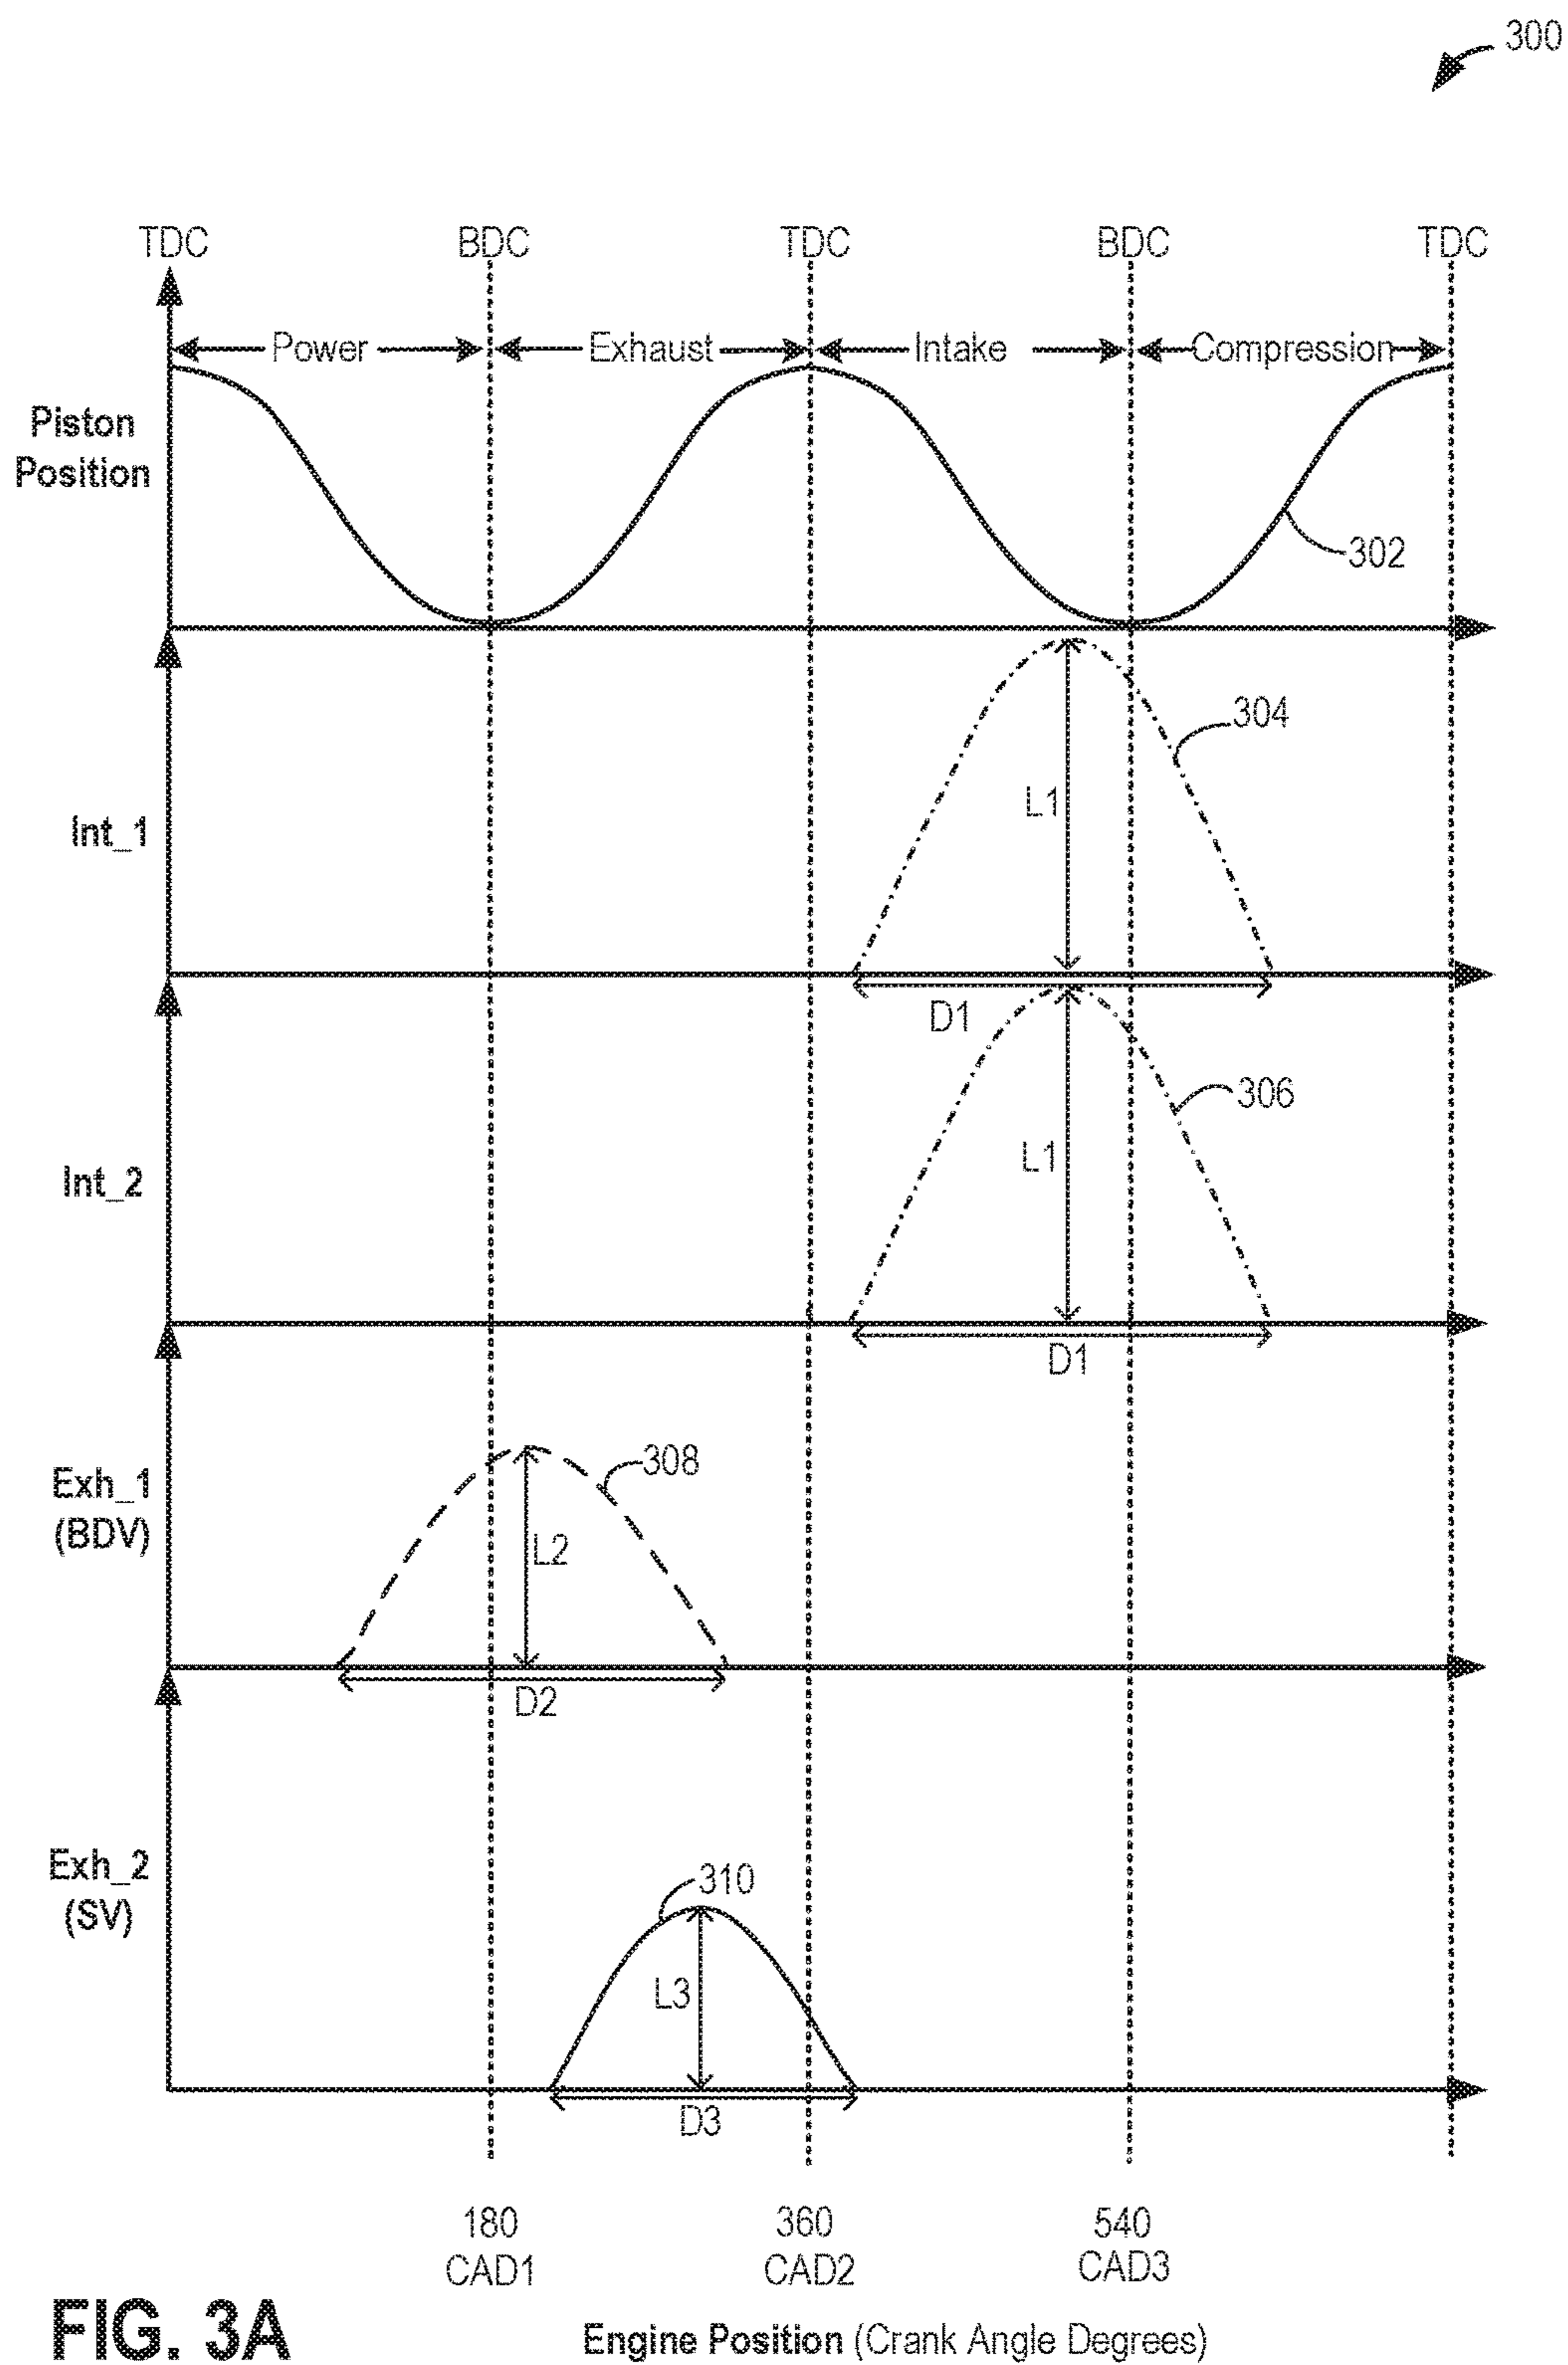 300
TDC BDC TDC BDC TDC
Power Exhaust Intake Compression
Piston
Position
302
304
L1
Int_1
D1
306
L1
Int_2
D1
308
Exh_1
(BDV)
L2
D2
310
Exh_2
(SV)
L3
D3
180 360 540
CAD1 CAD2 CAD3
FIG. 3A
Engine Position (Crank Angle Degrees)